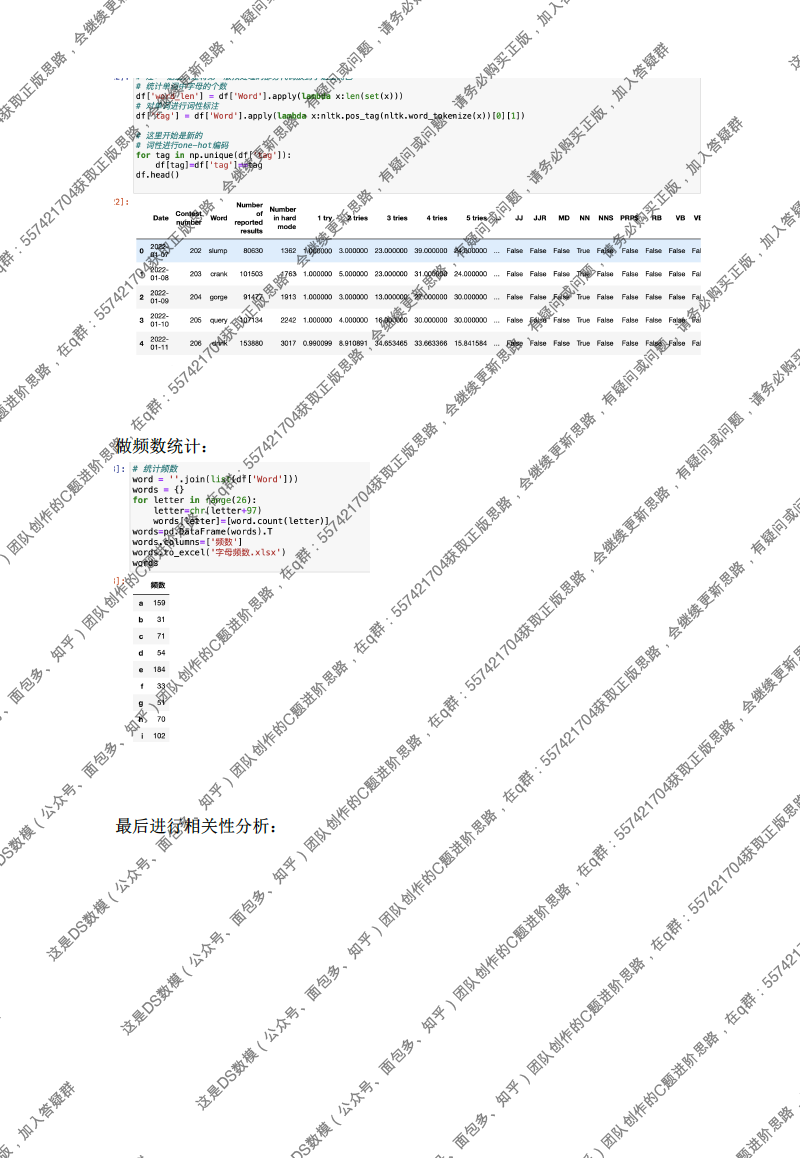 # 统计单词中字母的个数
df['word_len'] = df['Word'].apply(lambda x:len(set(x)))
# 对单词进行词性标注
df['tag'] = df['Word'].apply(lambda x:nltk.pos_tag(nltk.word_tokenize(x))[0][1])
# 这里开始是新的
# 词性进行one-hot编码
for tag in np.unique(df['tag']):
df[tag]=df['tag']==tag
df.head()
2]:
Date Contest number Word Number of reported results Number in hard mode 1 try 2 tries 3 tries 4 tries 5 tries ... JJ JJR MD NN NNS PRP$ RB VB
0 2022-01-07 202 slump 80630 1362 1.000000 3.000000 23.000000 39.000000 24.000000 ... False False False True False False False False False
1 2022-01-08 203 crank 101503 1763 1.000000 5.000000 23.000000 31.000000 24.000000 ... False False False True False False False False False
2 2022-01-09 204 gorge 91477 1913 1.000000 3.000000 13.000000 27.000000 30.000000 ... False False False True False False False False False
3 2022-01-10 205 query 107134 2242 1.000000 4.000000 16.000000 30.000000 30.000000 ... False False False True False False False False False
4 2022-01-11 206 drink 153880 3017 0.990099 8.910891 34.653465 33.663366 15.841584 ... False False False True False False False False False
做频数统计：
# 统计频数
word = ''.join(list(df['Word']))
words = {}
for letter in range(26):
letter=chr(letter+97)
words[letter]=[word.count(letter)]
words=pd.DataFrame(words).T
words.columns=['频数']
words.to_excel('字母频数.xlsx')
words
频数
a 159
b 31
c 71
d 54
e 184
f 33
g 51
h 70
i 102
最后进行相关性分析：
这是DS数模（公众号、面包多、知乎）团队创作的C题进阶思路，在q群：557421704获取正版思路，会继续更新思路，有疑问或问题，请务必购买正版，加入答疑群